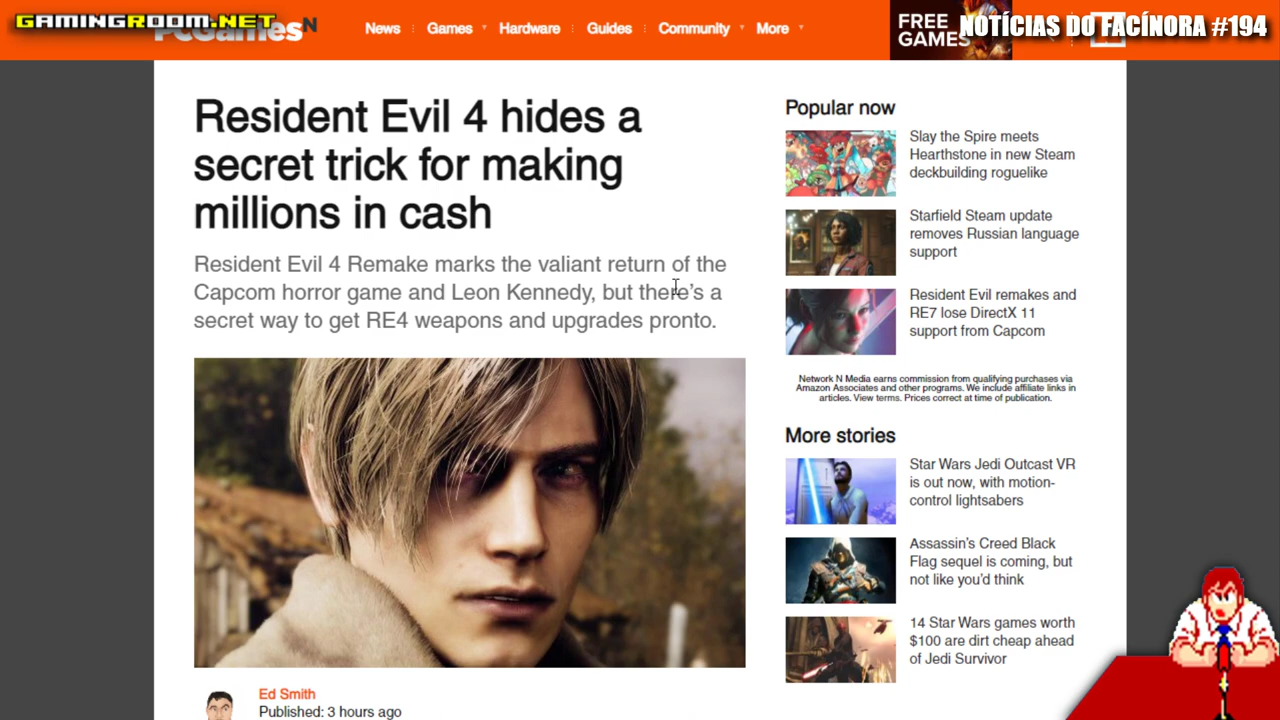 GAMINGROOM.NET
PCGamesN
News
Games
Hardware
Guides
Community
More
FREE
GAMES
NOTÍCIAS DO FACÍNORA #194
Resident Evil 4 hides a
secret trick for making
millions in cash
Resident Evil 4 Remake marks the valiant return of the
Capcom horror game and Leon Kennedy, but there's a
secret way to get RE4 weapons and upgrades pronto.
Ed Smith
Published: 3 hours ago
Popular now
Slay the Spire meets
Hearthstone in new Steam
deckbuilding roguelike
Starfield Steam update
removes Russian language
support
Resident Evil remakes and
RE7 lose DirectX 11
support from Capcom
Network N Media earns commission from qualifying purchases via
Amazon Associates and other programs. We include affiliate links in
articles. View terms. Prices correct at time of publication.
More stories
Star Wars Jedi Outcast VR
is out now, with motion-
control lightsabers
Assassin's Creed Black
Flag sequel is coming, but
not like you'd think
14 Star Wars games worth
$100 are dirt cheap ahead
of Jedi Survivor